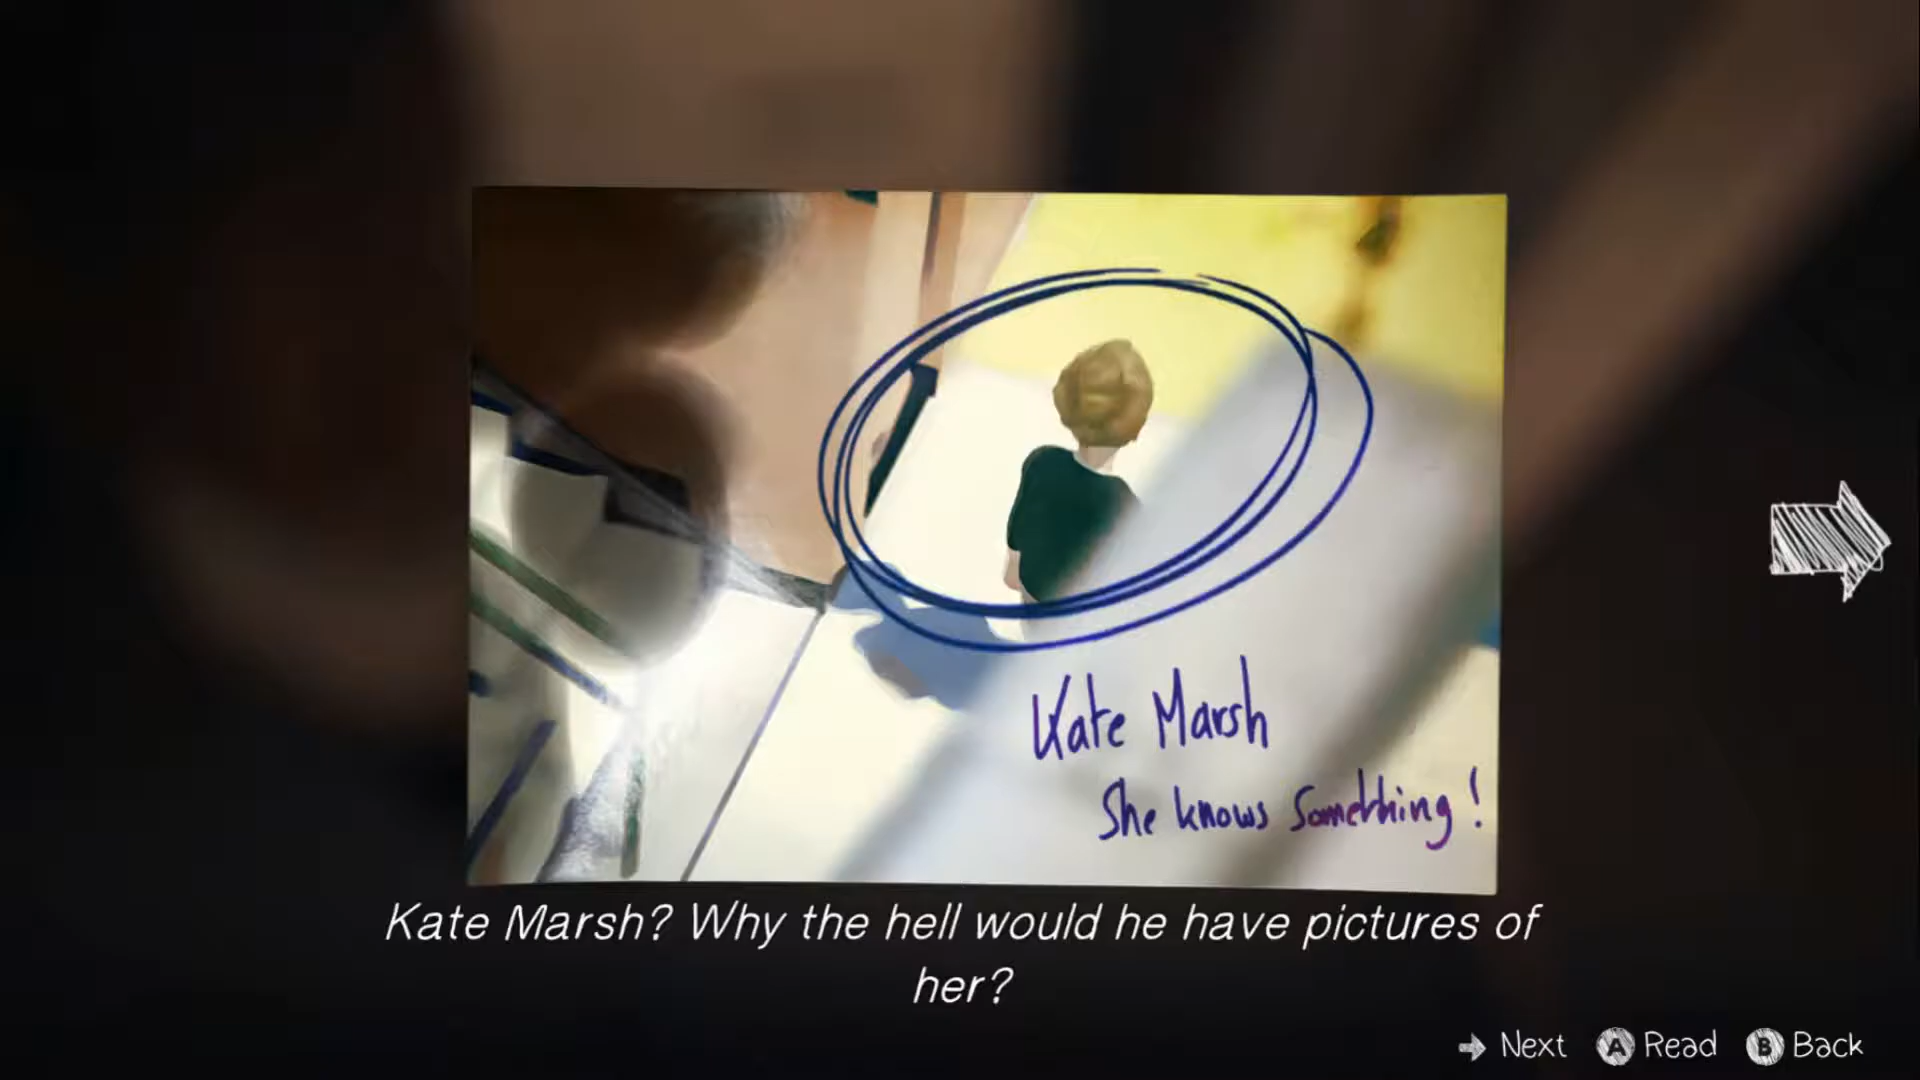 Kate Marsh
She knows Something!
Kate Marsh? Why the hell would he have pictures of
her?
Next A Read B Back